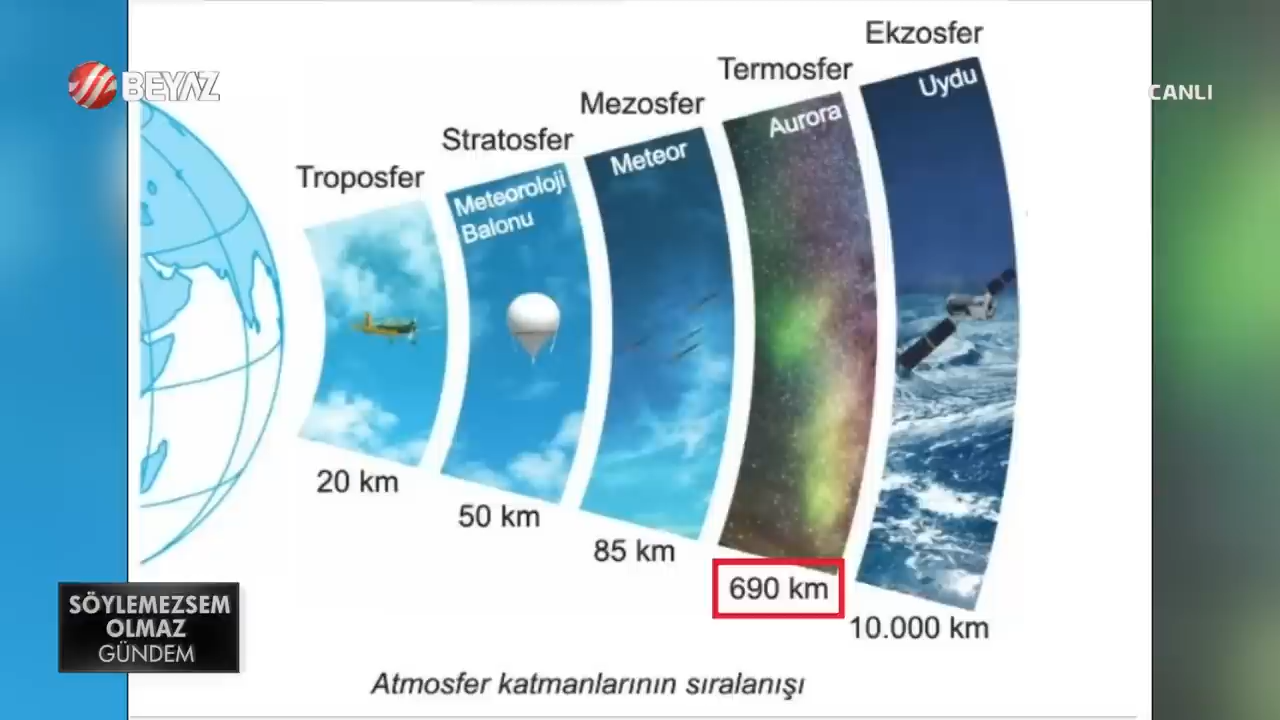 BEYAZ
CANLI
Troposfer
Stratosfer
Mezosfer
Termosfer
Ekzosfer
Meteoroloji
Balonu
Meteor
Aurora
Uydu
20 km
50 km
85 km
690 km
10.000 km
SÖYLEMEZSEM
OLMAZ
GÜNDEM
Atmosfer katmanlarının sıralanışı